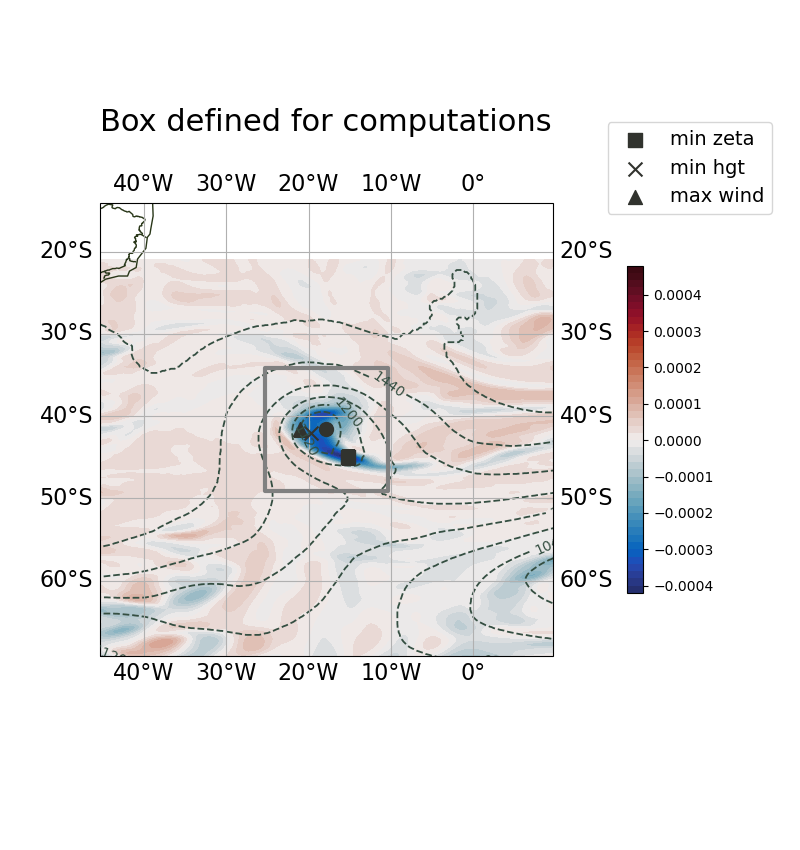 Box defined for computations
min zeta
min hgt
max wind
40°W 30°W 20°W 10°W 0°
20°S 20°S
30°S 30°S
40°S 40°S
50°S 50°S
60°S 60°S
1440
1200
40°W 30°W 20°W 10°W 0°
0.0004
0.0003
0.0002
0.0001
0.0000
−0.0001
−0.0002
−0.0003
−0.0004